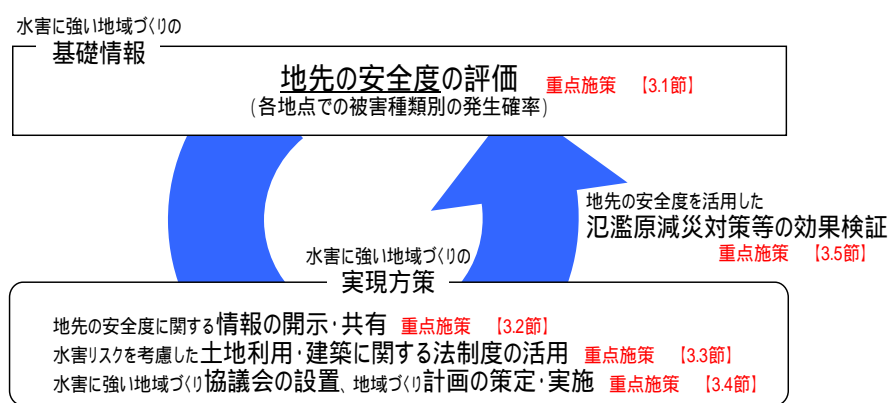 水害に強い地域づくりの
基礎情報
地先の安全度の評価 重点施策 【3.1節】
(各地点での被害種類別の発生確率)
地先の安全度を活用した
氾濫原減災対策等の効果検証
重点施策 【3.5節】
水害に強い地域づくりの
実現方策
地先の安全度に関する情報の開示・共有 重点施策 【3.2節】
水害リスクを考慮した土地利用・建築に関する法制度の活用 重点施策 【3.3節】
水害に強い地域づくり協議会の設置、地域づくり計画の策定・実施 重点施策 【3.4節】